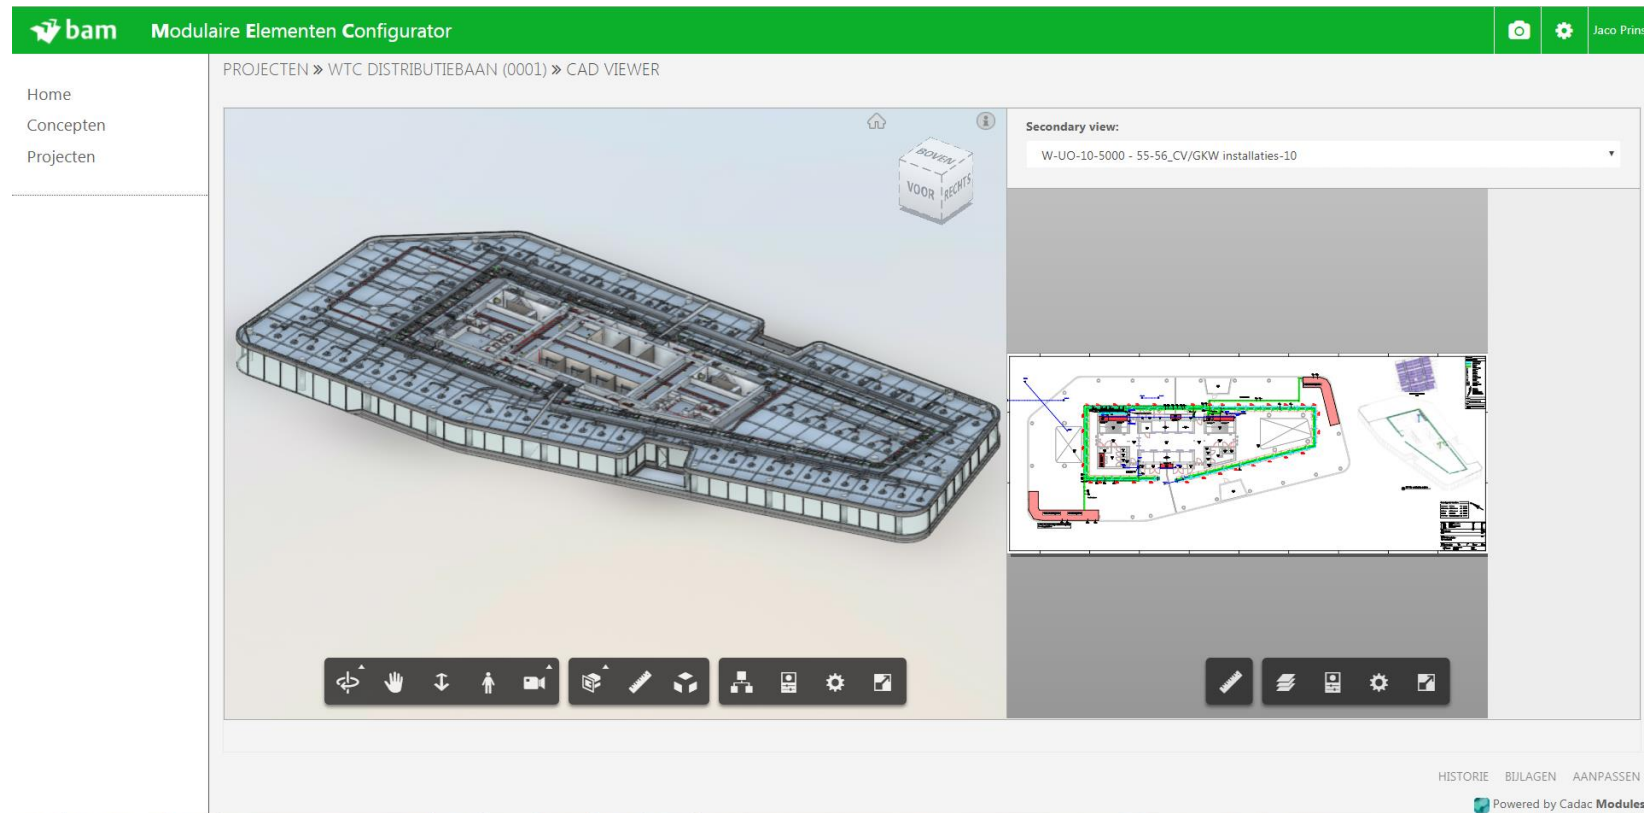 bam Modulaire Elementen Configurator Jaco Prins
Home
Concepten
Projecten
PROJECTEN » WTC DISTRIBUTIEBAAN (0001) » CAD VIEWER
BOVEN
VOOR RECHTS
Secondary view:
W-UO-10-5000 - 55-56_CV/GKW installaties-10
HISTORIE BIJLAGEN AANPASSEN
Powered by Cadac Modules